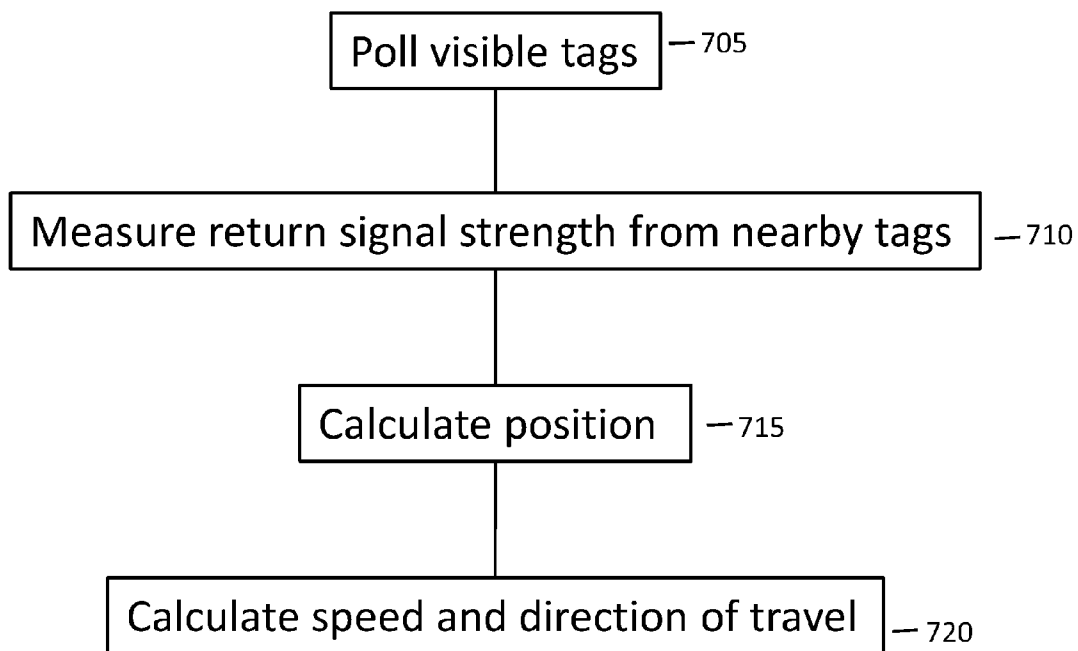 Poll visible tags
705
Measure return signal strength from nearby tags
710
Calculate position
715
Calculate speed and direction of travel
720